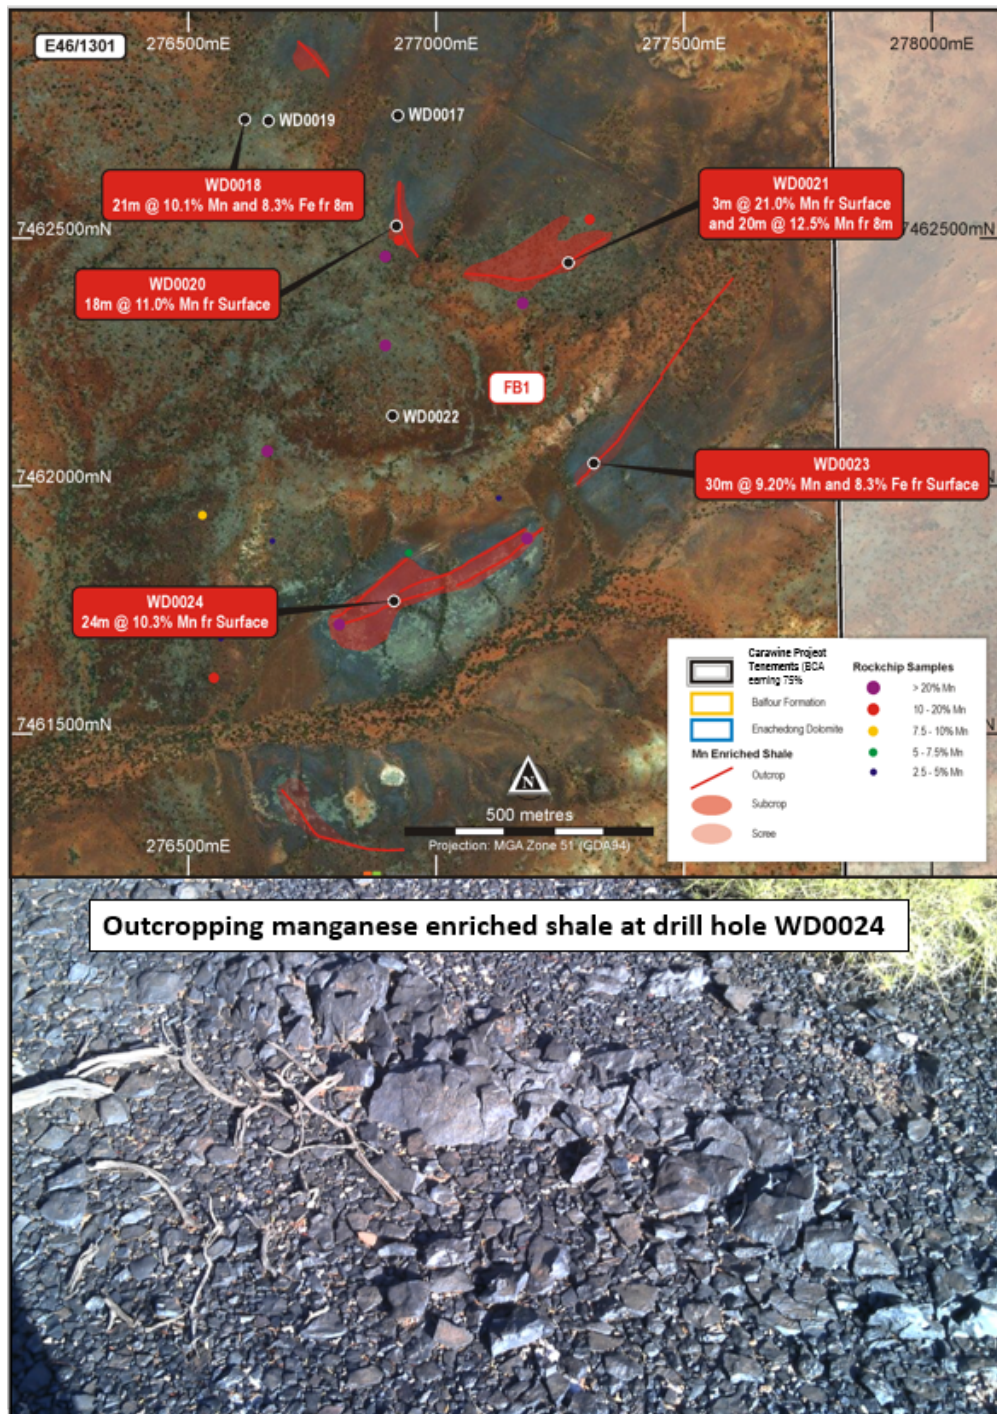 E46/1301
276500mE
277000mE
277500mE
278000mE
WD0019
WD0017
WD0018
21m @ 10.1% Mn and 8.3% Fe fr 8m
WD0021
3m @ 21.0% Mn fr Surface
and 20m @ 12.5% Mn fr 8m
7462500mN
7462500mN
WD0020
18m @ 11.0% Mn fr Surface
FB1
WD0022
7462000mN
WD0023
30m @ 9.20% Mn and 8.3% Fe fr Surface
WD0024
24m @ 10.3% Mn fr Surface
7461500mN
N
500 metres
Projection: MGA Zone 51 (GDA94)
276500mE
Carawine Project
Tenements (BCA
earning 75%
Balfour Formation
Enachedong Dolomite
Mn Enriched Shale
Outcrop
Subcrop
Scree
Rockchip Samples
> 20% Mn
10 - 20% Mn
7.5 - 10% Mn
5 - 7.5% Mn
2.5 - 5% Mn
Outcropping manganese enriched shale at drill hole WD0024